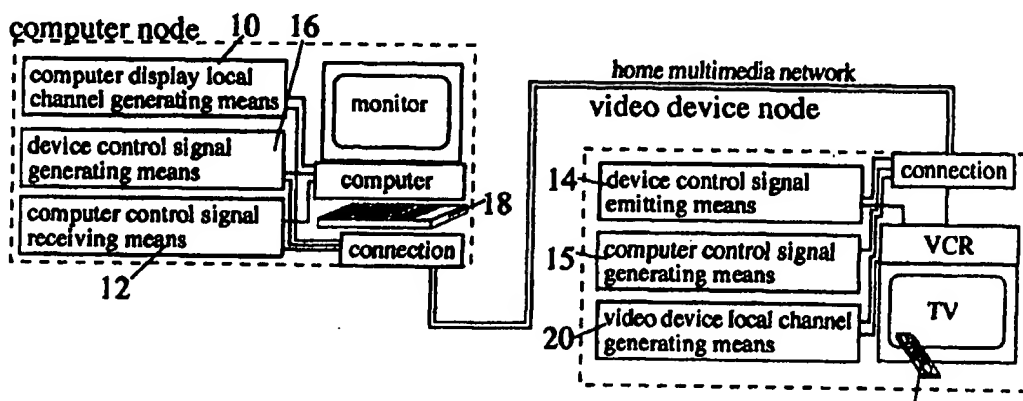 computer node
10
16
computer display local
channel generating means
device control signal
generating means
computer control signal
receiving means
12
monitor
computer
18
connection
home multimedia network
video device node
connection
14
device control signal
emitting means
15
computer control signal
generating means
20
video device local channel
generating means
VCR
TV